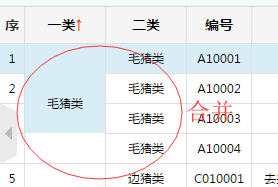 序 一类↑ 二类 编号
1 毛猪类 A10001
2 毛猪类 A10002
毛猪类
毛猪类 A10003
合并
毛猪类 A10004
5 边猪类 C010001